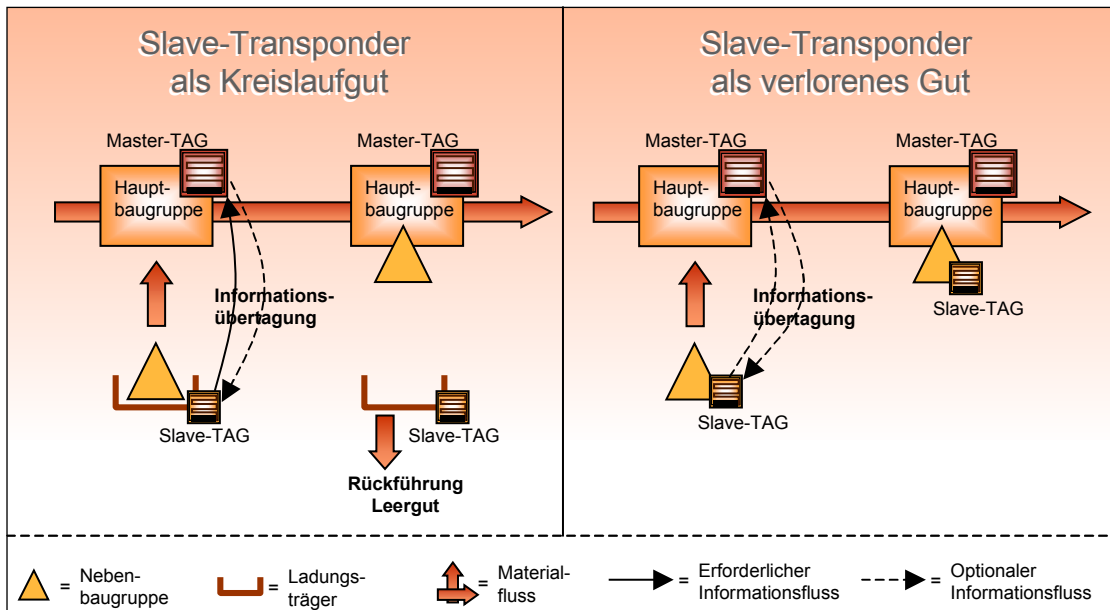 Slave-Transponder
als Kreislaufgut
Master-TAG
Master-TAG
Haupt-
baugruppe
Haupt-
baugruppe
Informations-
übertagung
Slave-TAG
Slave-TAG
Rückführung
Leergut
Slave-Transponder
als verlorenes Gut
Master-TAG
Master-TAG
Haupt-
baugruppe
Haupt-
baugruppe
Informations-
übertagung
Slave-TAG
Slave-TAG
= Neben-
baugruppe
= Ladungs-
träger
= Material-
fluss
= Erforderlicher
Informationsfluss
= Optionaler
Informationsfluss